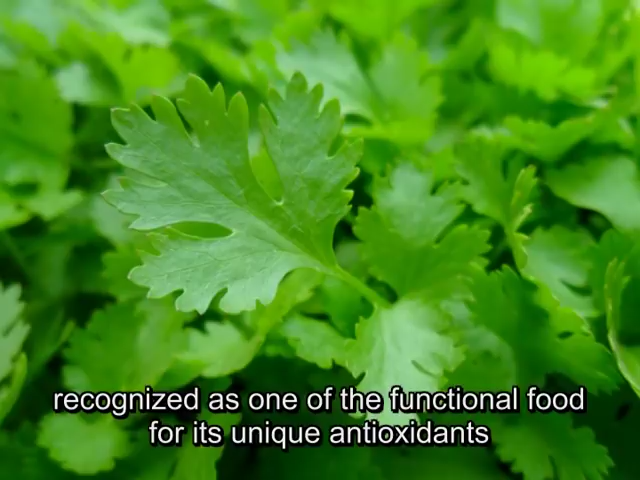 recognized as one of the functional food
for its unique antioxidants